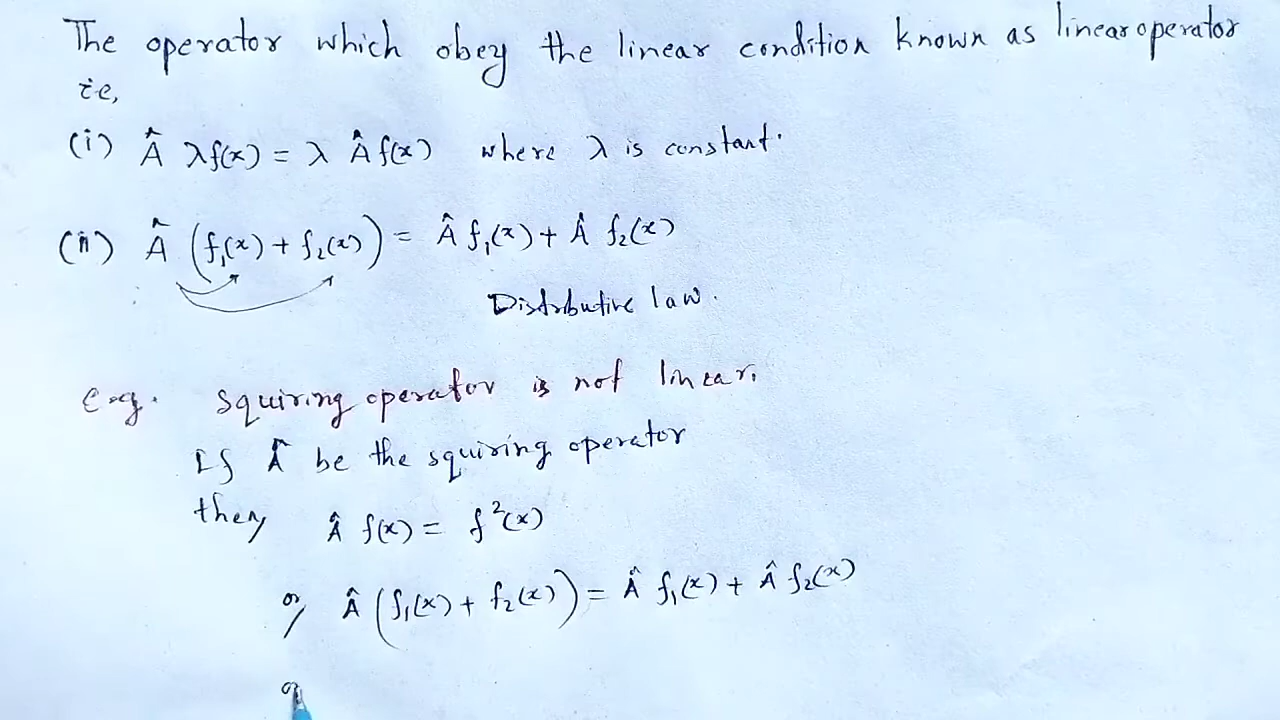 The operator which obey the linear condition known as linear operator
ie,
(i) Â λf(x) = λ Â f(x) where λ is constant.
(ii) Â (f₁(x) + f₂(x)) = Â f₁(x) + Â f₂(x)
Distributive law.
e.g. squiring operator is not linear.
If Â be the squiring operator
then, Â f(x) = f²(x)
or, Â (f₁(x) + f₂(x)) = Â f₁(x) + Â f₂(x)